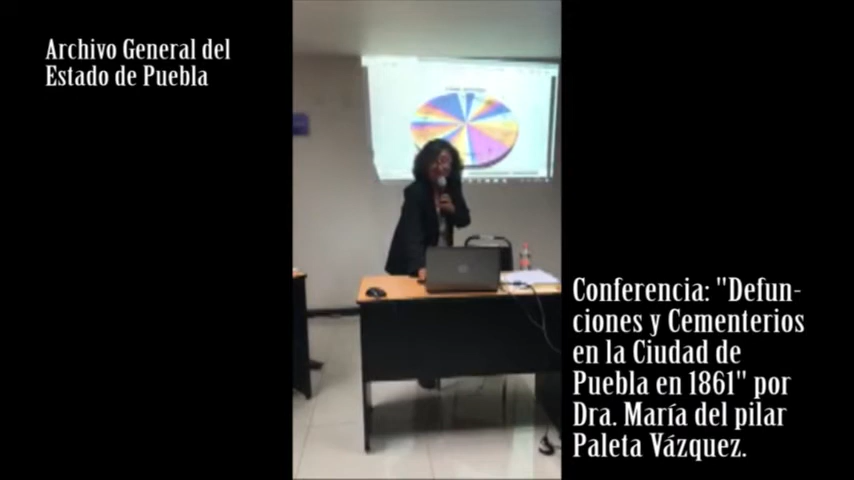 Archivo General del
Estado de Puebla
Conferencia: "Defun-
ciones y Cementerios
en la Ciudad de
Puebla en 1861" por
Dra. María del pilar
Paleta Vázquez.